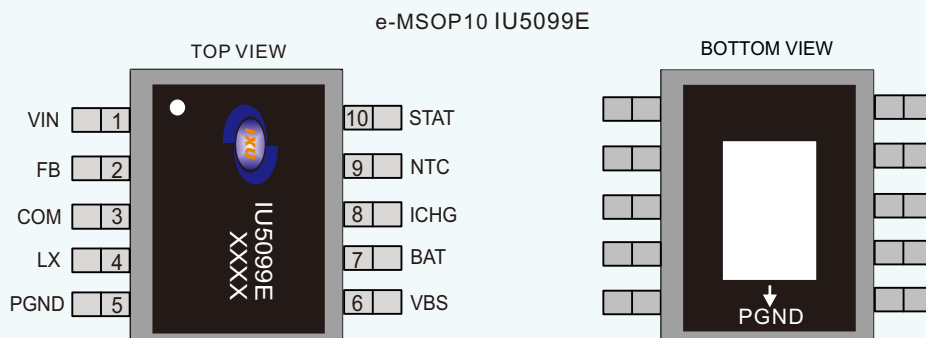 e-MSOP10 IU5099E
TOP VIEW
BOTTOM VIEW
VIN 1
10 STAT
FB 2
9 NTC
COM 3
8 ICHG
LX 4
7 BAT
PGND 5
6 VBS
IXU
IU5099E
XXXX
PGND